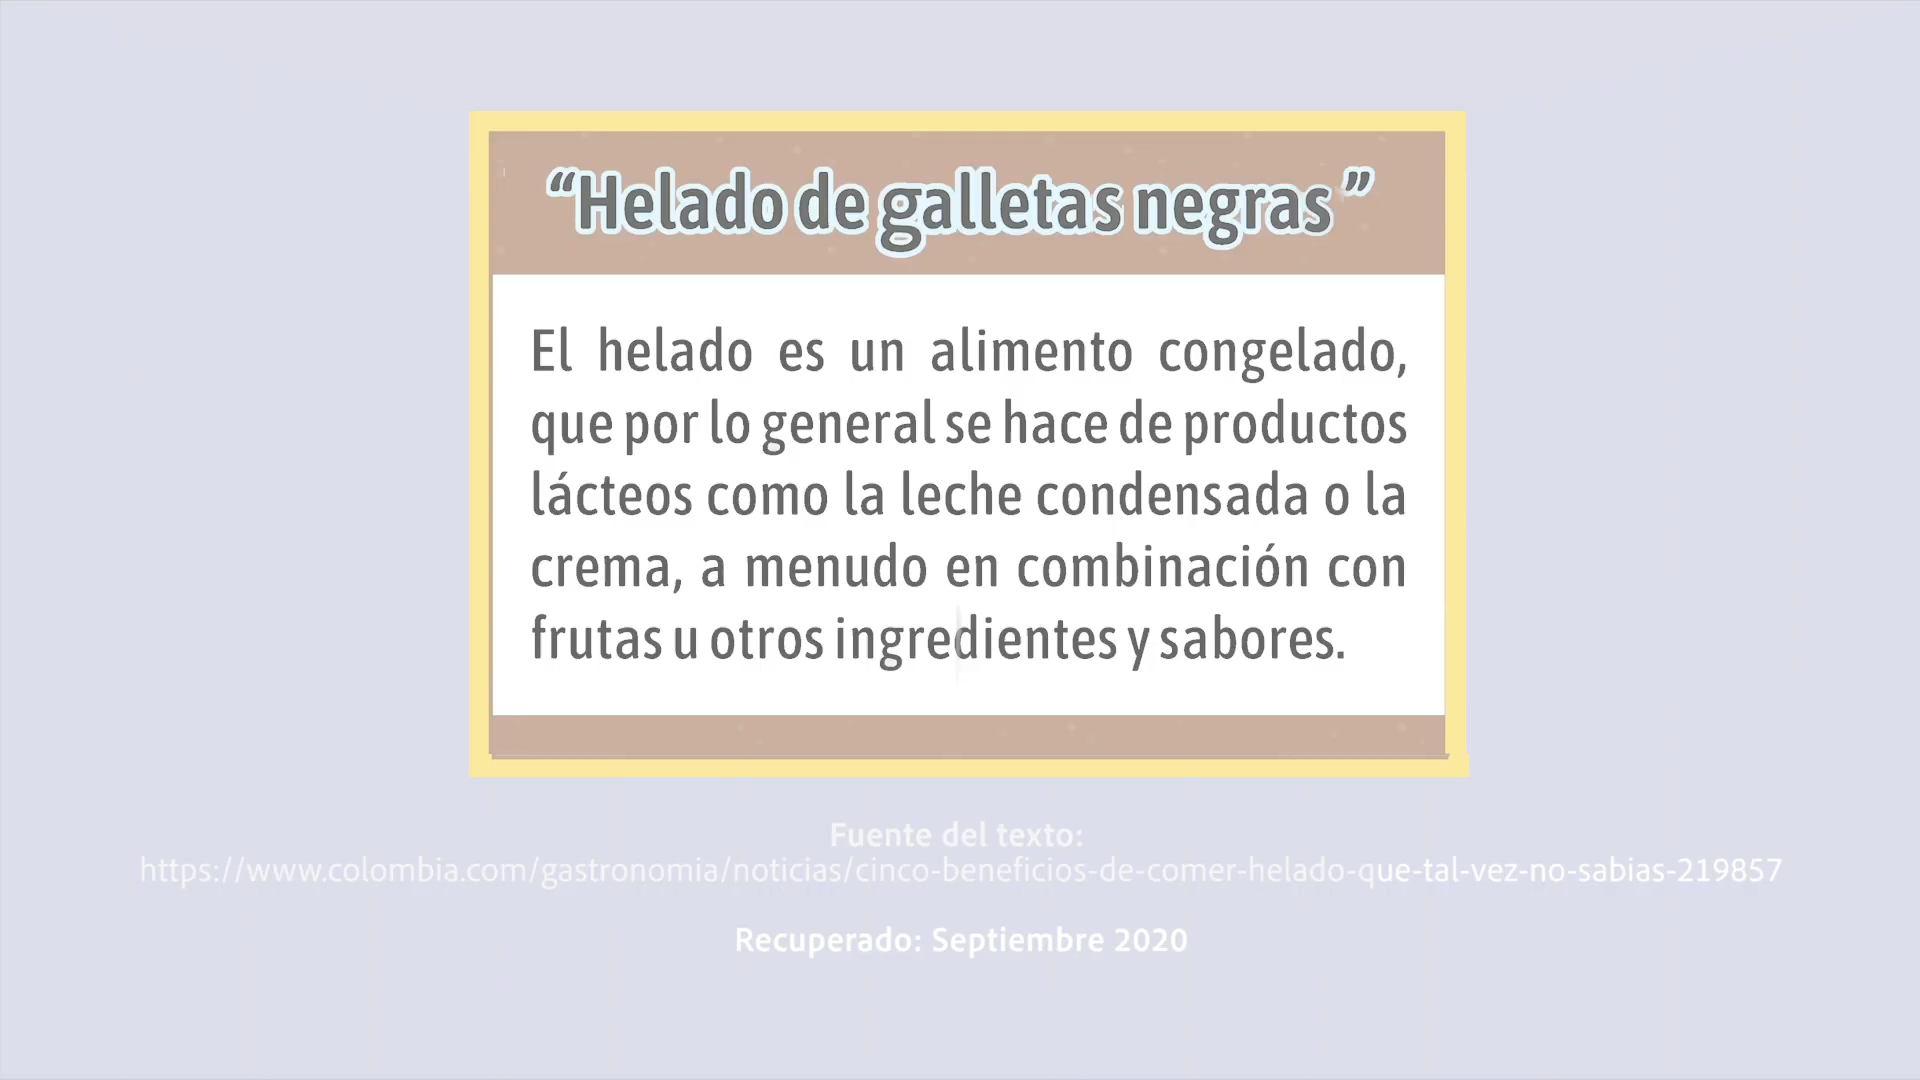 “Helado de galletas negras”
El helado es un alimento congelado,
que por lo general se hace de productos
lácteos como la leche condensada o la
crema, a menudo en combinación con
frutas u otros ingredientes y sabores.
Fuente del texto:
https://www.colombia.com/gastronomia/noticias/cinco-beneficios-de-comer-helado-que-tal-vez-no-sabias-219857
Recuperado: Septiembre 2020